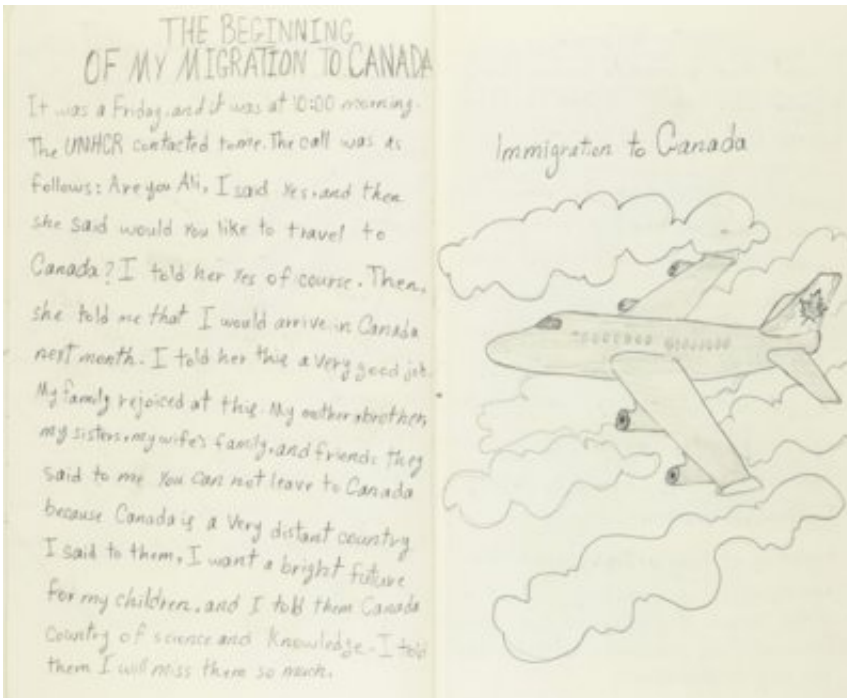 THE BEGINNING
OF MY MIGRATION TO CANADA
It was a Friday, and it was at 10:00 morning.
The UNHCR contacted to me. The call was as
follows: Are you Ali, I said Yes, and then
she said would you like to travel to
Canada? I told her Yes of course. Then,
she told me that I would arrive in Canada
next month. I told her this a very good job.
My family rejoiced at this. My mother, brother,
my sisters, my wife's family, and friends they
said to me You can not leave to Canada
because Canada is a Very distant country
I said to them, I want a bright future
for my children, and I told them Canada
Country of science and Knowledge. I told
them I will miss them so much.
Immigration to Canada